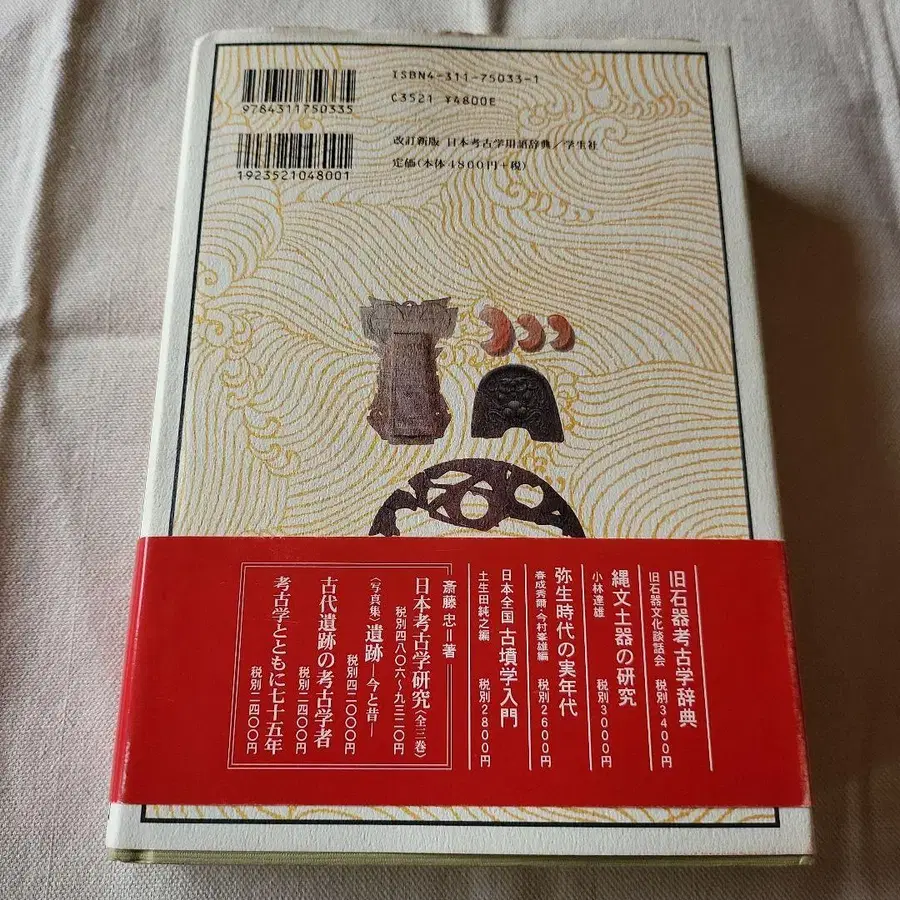 ISBN4-311-75033-1
C3521 ¥4800E
9784311750335
改訂新版 日本考古学用語辞典/学生社
定価(本体4800円+税)
1923521048001
旧石器考古学辞典
旧石器文化談話会 税別3400円
縄文土器の研究
小林達雄 税別3000円
弥生時代の実年代
春成秀爾・今村峯雄編 税別2600円
日本全国 古墳学入門
土生田純之編 税別2800円
斎藤 忠=著
日本考古学研究〈全三巻〉
税別四八〇六〜九三二〇円
〈写真集〉遺跡―今と昔―
税別四二〇〇〇円
古代遺跡の考古学者
税別二四〇〇円
考古学とともに七十五年
税別二四〇〇円